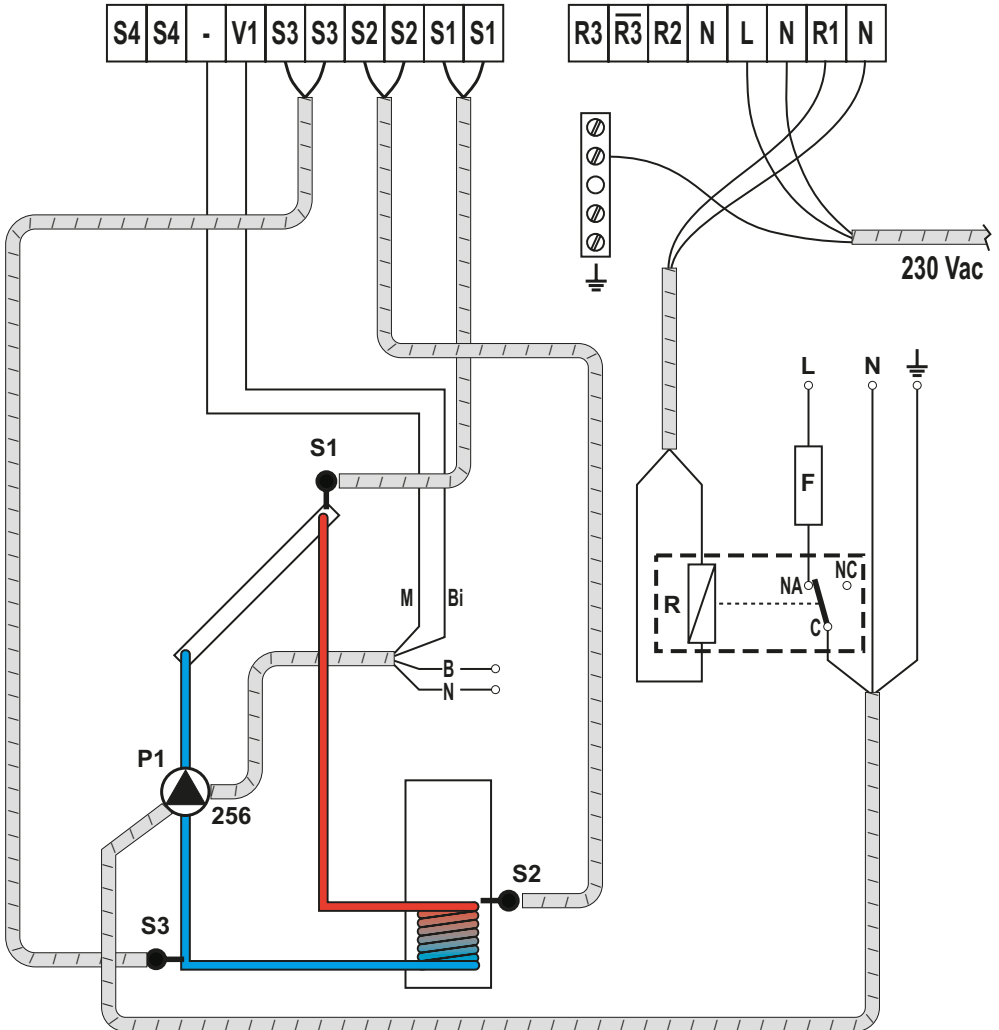 S4 S4 - V1 S3 S3 S2 S2 S1 S1
R3 R̅3̅ R2 N L N R1 N
230 Vac
L N
S1
F
M Bi
NA NC
R
C
B
N
P1
256
S2
S3